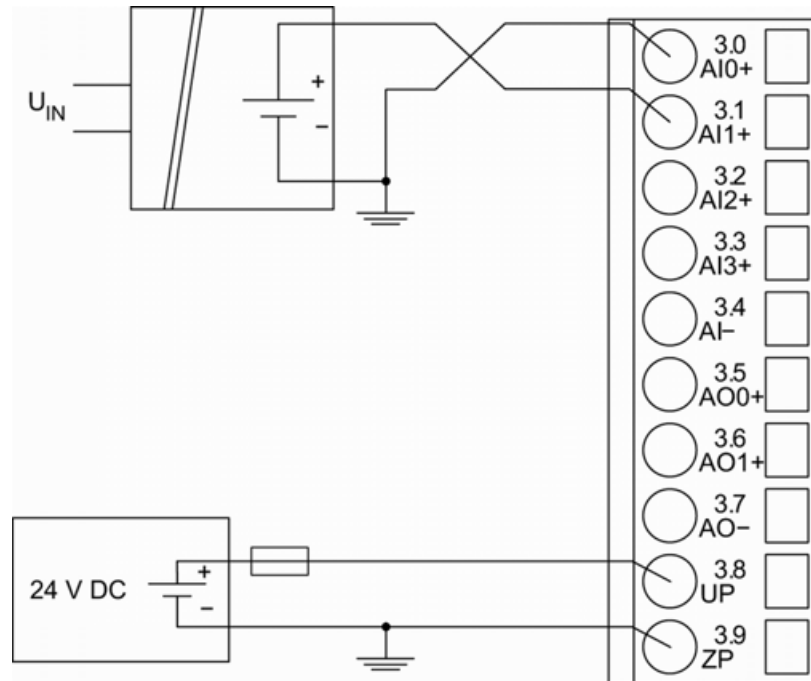 3.0
AI0+
+
U_IN
−
3.1
AI1+
3.2
AI2+
3.3
AI3+
3.4
AI−
3.5
AO0+
3.6
AO1+
3.7
AO−
24 V DC
+
−
3.8
UP
3.9
ZP